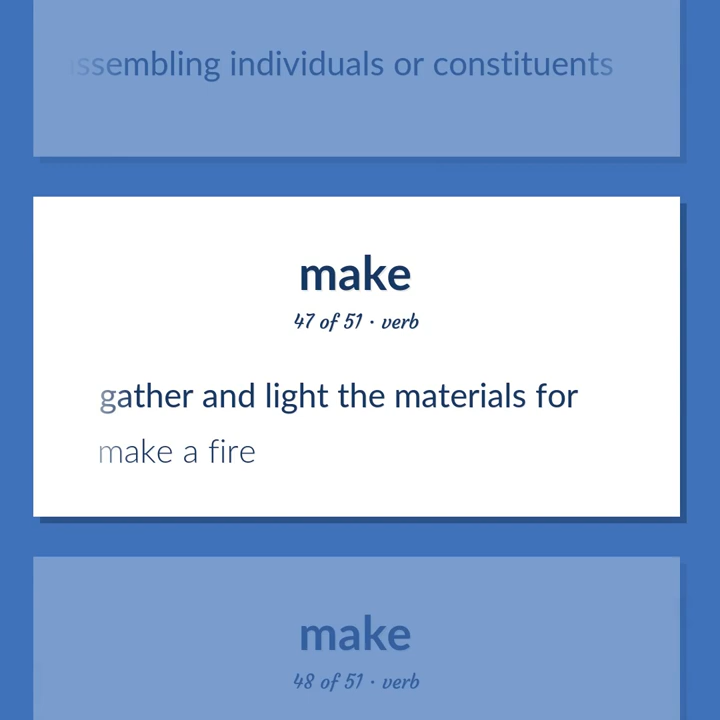 assembling individuals or constituents
make
47 of 51 · verb
gather and light the materials for
make a fire
make
48 of 51 · verb